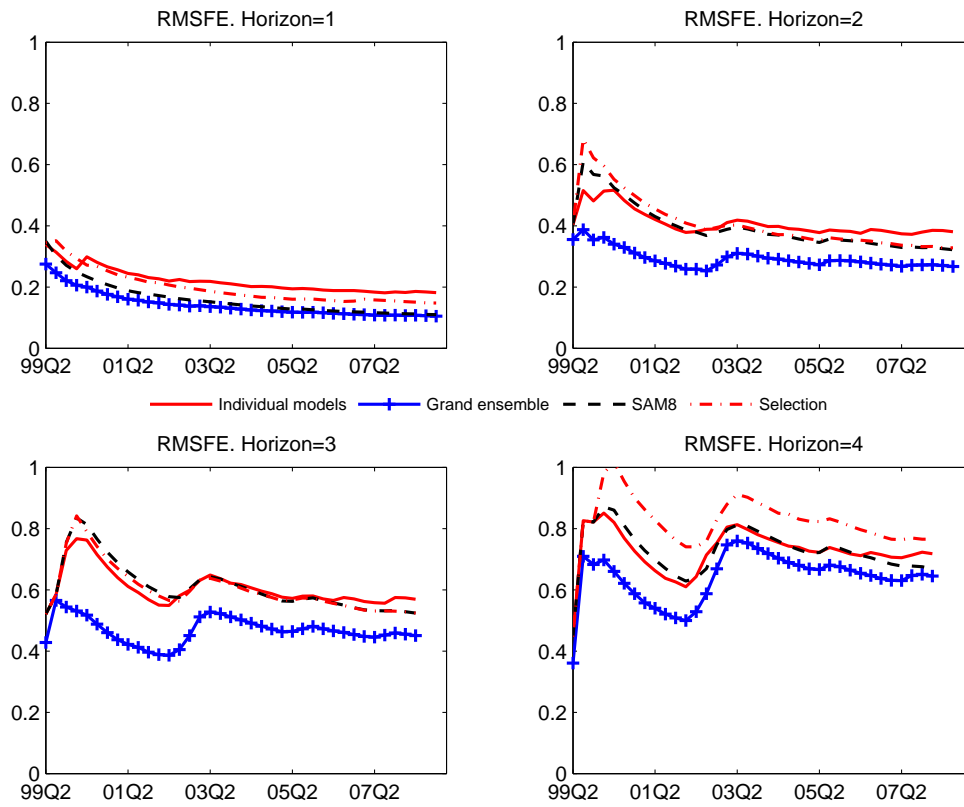 RMSFE. Horizon=1
1
0.8
0.6
0.4
0.2
0
99Q2 01Q2 03Q2 05Q2 07Q2
RMSFE. Horizon=2
1
0.8
0.6
0.4
0.2
0
99Q2 01Q2 03Q2 05Q2 07Q2
Individual models Grand ensemble SAM8 Selection
RMSFE. Horizon=3
1
0.8
0.6
0.4
0.2
0
99Q2 01Q2 03Q2 05Q2 07Q2
RMSFE. Horizon=4
1
0.8
0.6
0.4
0.2
0
99Q2 01Q2 03Q2 05Q2 07Q2